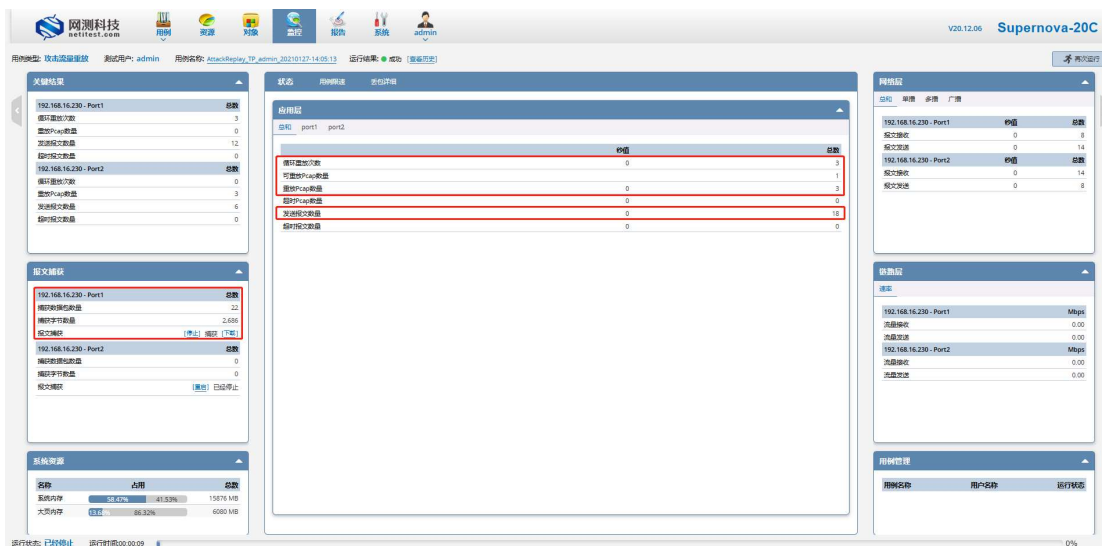 网测科技
netitest.com
用例
资源
对象
监控
报告
系统
admin
V20.12.06
Supernova-20C
用例类型: 攻击流量重放 测试用户: admin 用例名称: AttackReplay_TP_admin_20210127-14:05:13 运行结果: 成功 [查看历史]
再次运行
关键结果
192.168.16.230 - Port1 总数
循环重放次数 3
重放Pcap数量 0
发送报文数量 12
超时报文数量 0
192.168.16.230 - Port2 总数
循环重放次数 0
重放Pcap数量 3
发送报文数量 6
超时报文数量 0
报文捕获
192.168.16.230 - Port1 总数
捕获数据包数量 22
捕获字节数量 2,686
报文捕获 [停止] 捕获 [下载]
192.168.16.230 - Port2 总数
捕获数据包数量 0
捕获字节数量 0
报文捕获 [重启] 已经停止
系统资源
名称 占用 总数
系统内存 58.47% 41.53% 15876 MB
大页内存 86.32% 6080 MB
状态 用例限速 丢包详细
应用层
总和 port1 port2
秒值 总数
循环重放次数 0 3
可重放Pcap数量 1
重放Pcap数量 0 3
超时Pcap数量 0 0
发送报文数量 0 18
超时报文数量 0 0
网络层
总和 单播 多播 广播
192.168.16.230 - Port1 秒值 总数
报文接收 0 8
报文发送 0 14
192.168.16.230 - Port2 秒值 总数
报文接收 0 14
报文发送 0 8
链路层
速率
192.168.16.230 - Port1 Mbps
流量接收 0.00
流量发送 0.00
192.168.16.230 - Port2 Mbps
流量接收 0.00
流量发送 0.00
用例管理
用例名称 用户名称 运行状态
运行状态: 已经停止 运行时间:00:00:09 0%